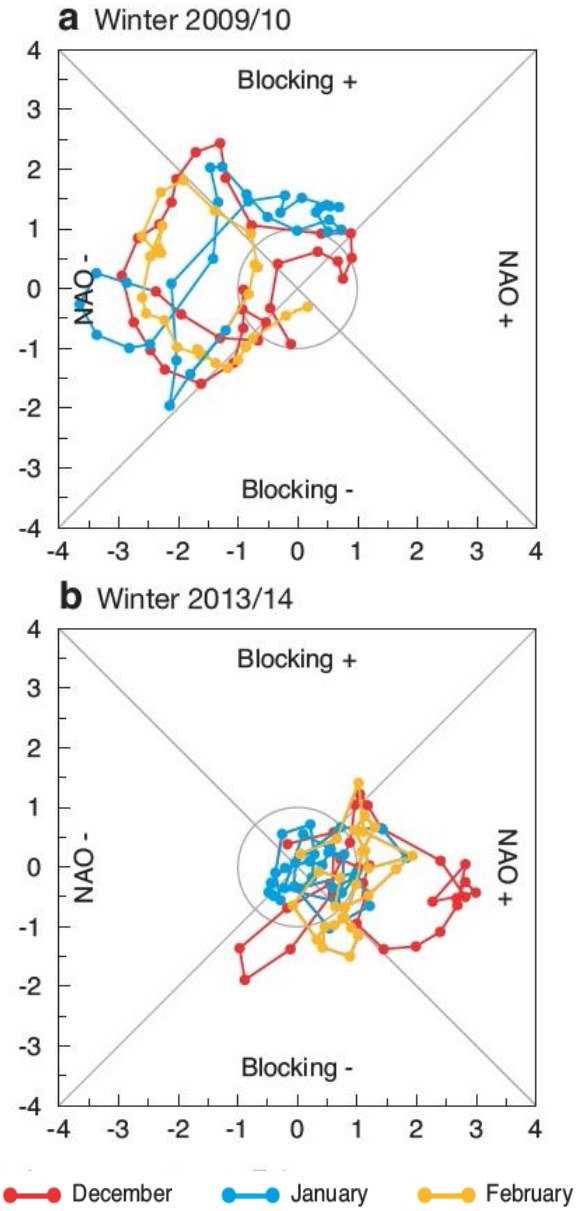 a Winter 2009/10
4
Blocking +
3
2
1
0
NAO -
NAO +
-1
-2
-3
Blocking -
-4
-4 -3 -2 -1 0 1 2 3 4
b Winter 2013/14
4
Blocking +
3
2
1
0
NAO -
NAO +
-1
-2
-3
Blocking -
-4
-4 -3 -2 -1 0 1 2 3 4
December January February